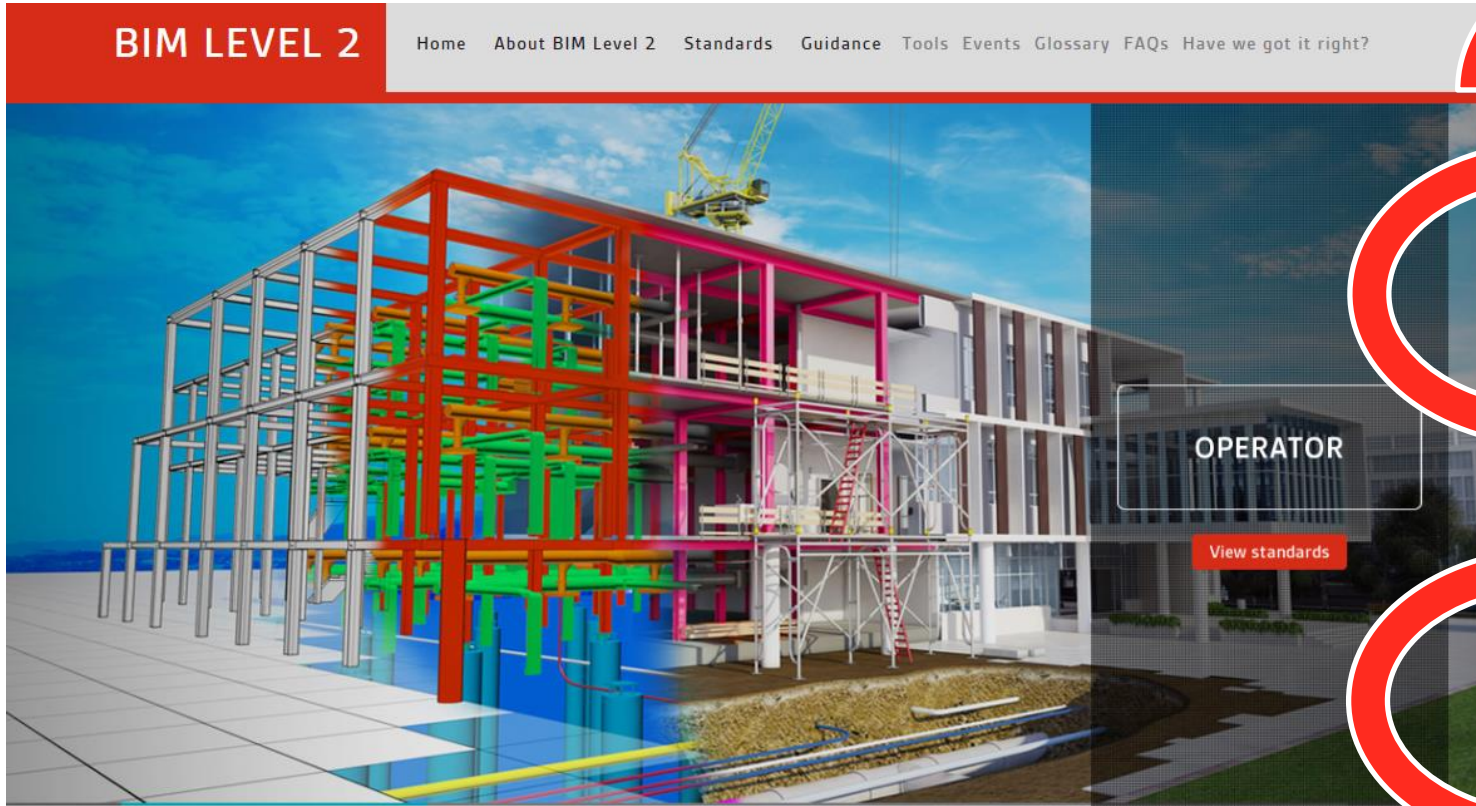 BIM LEVEL 2
Home About BIM Level 2 Standards Guidance Tools Events Glossary FAQs Have we got it right?
OPERATOR
View standards